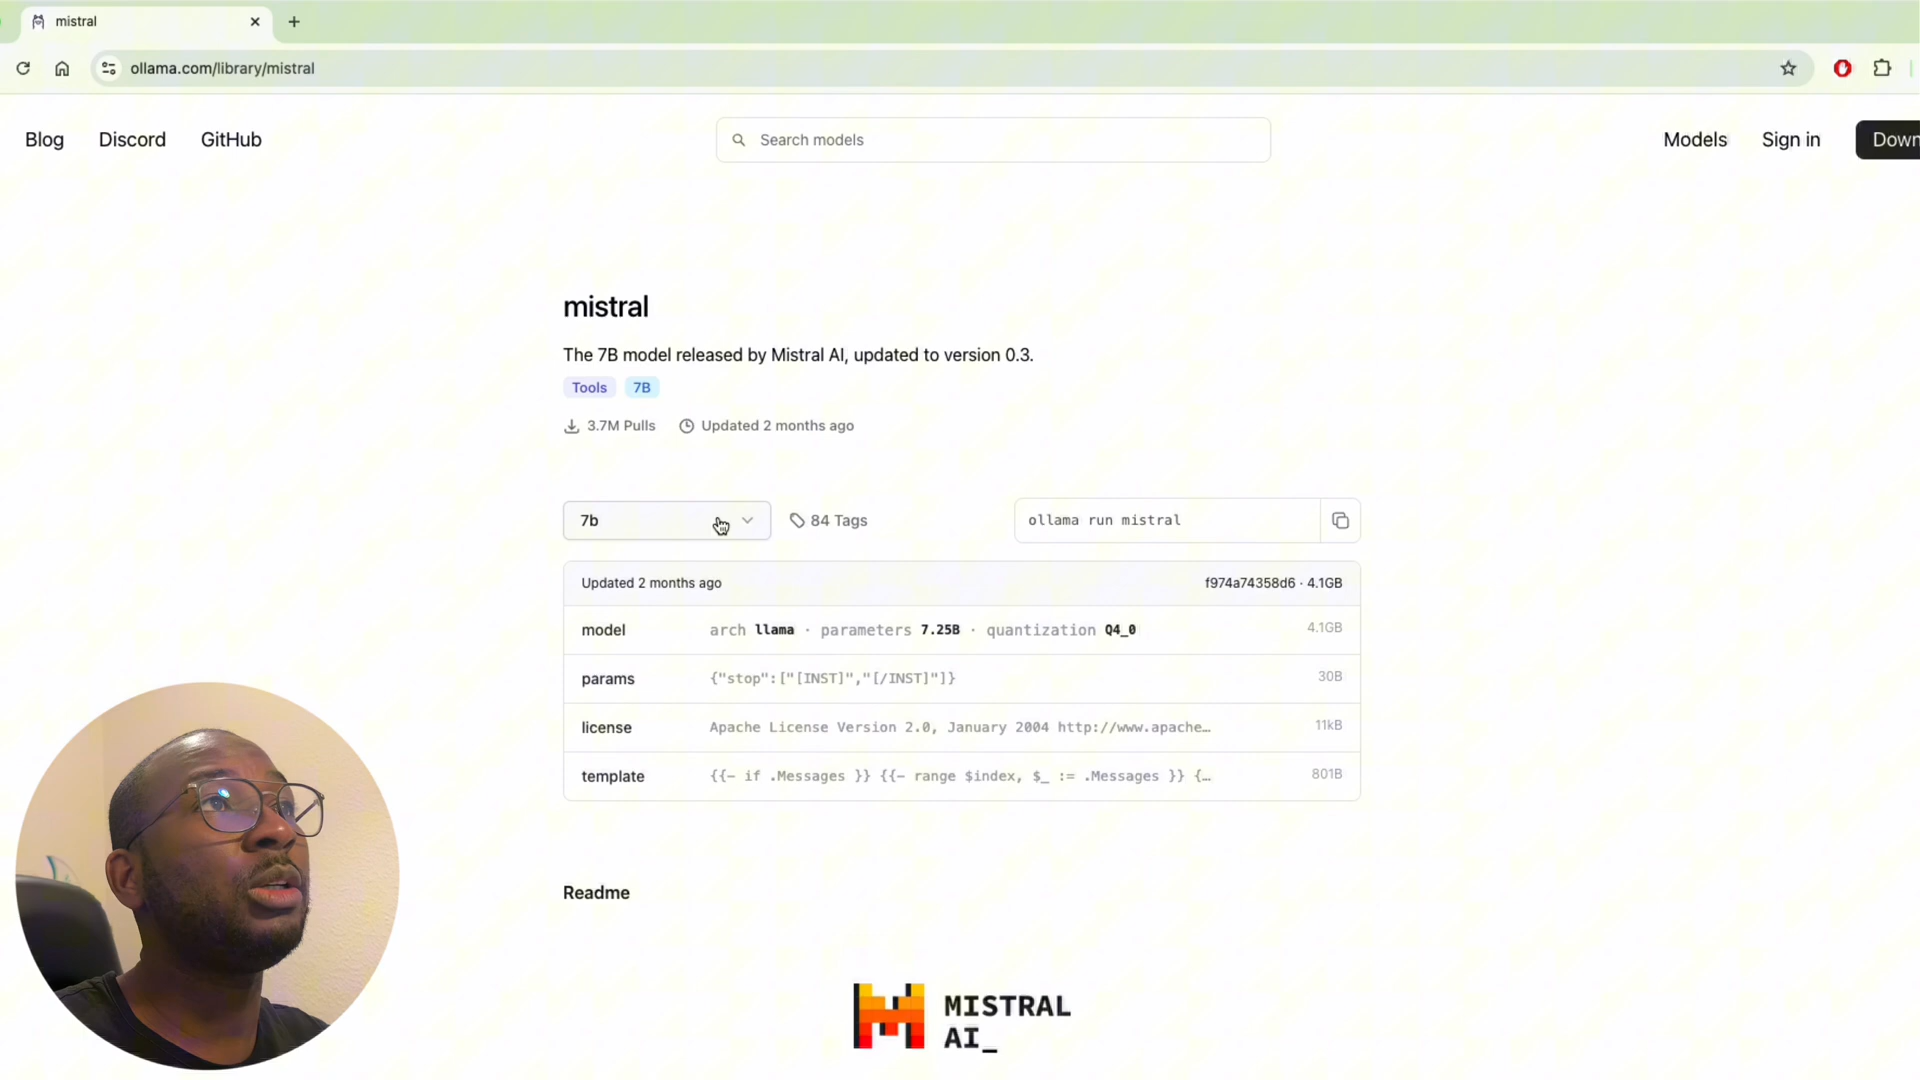 mistral
ollama.com/library/mistral
Blog Discord GitHub Search models Models Sign in Down
mistral
The 7B model released by Mistral AI, updated to version 0.3.
Tools 7B
3.7M Pulls Updated 2 months ago
7b 84 Tags ollama run mistral
Updated 2 months ago f974a74358d6 · 4.1GB
model arch llama · parameters 7.25B · quantization Q4_0 4.1GB
params {"stop":["[INST]","[/INST]"]} 30B
license Apache License Version 2.0, January 2004 http://www.apache… 11kB
template {{- if .Messages }} {{- range $index, $_ := .Messages }} {… 801B
Readme
MISTRAL
AI_